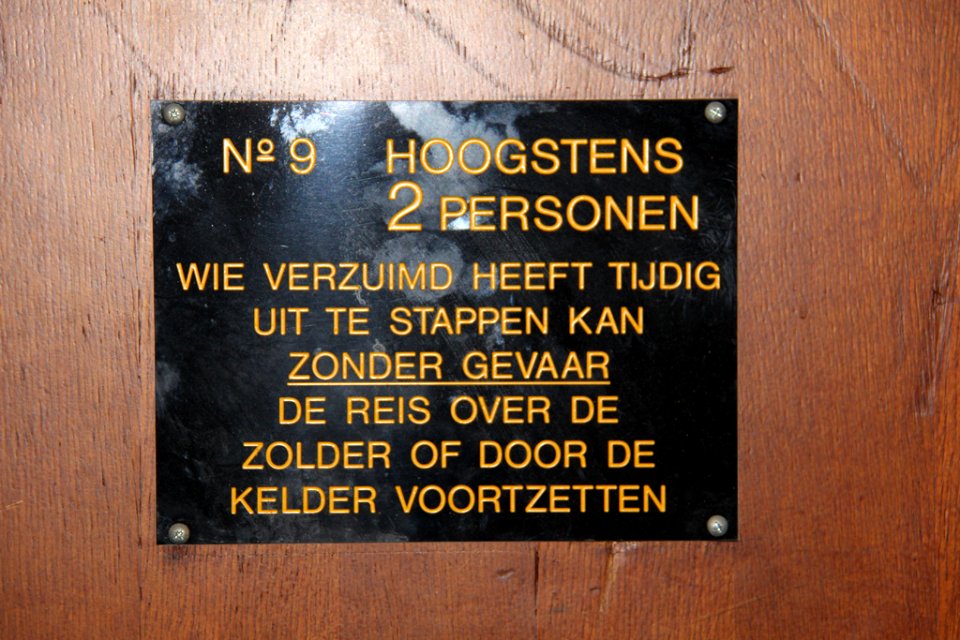 Nº 9 HOOGSTENS
2 PERSONEN
WIE VERZUIMD HEEFT TIJDIG
UIT TE STAPPEN KAN
ZONDER GEVAAR
DE REIS OVER DE
ZOLDER OF DOOR DE
KELDER VOORTZETTEN